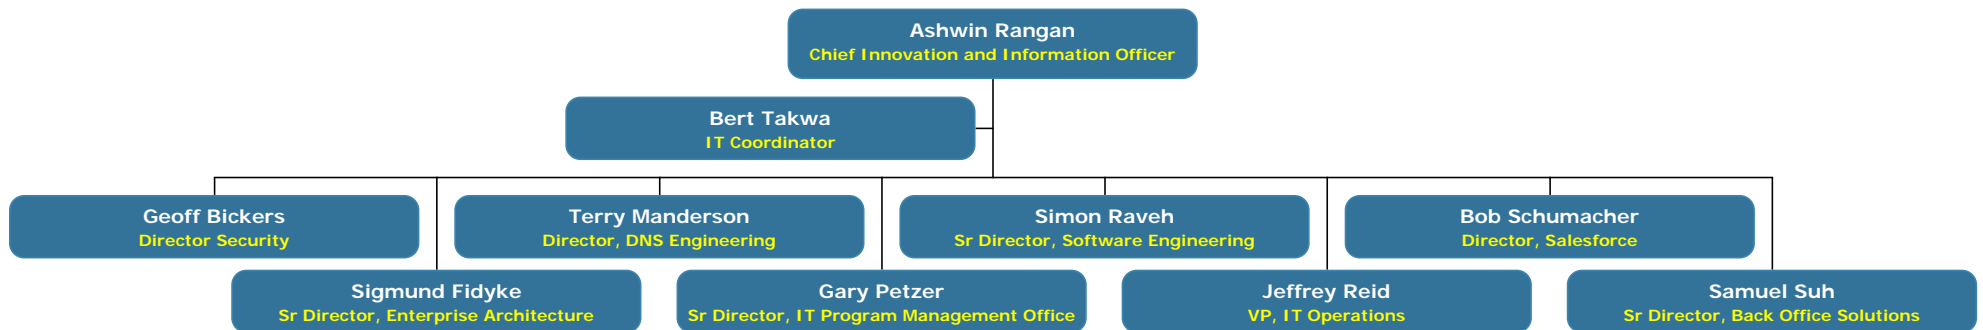 Ashwin Rangan
Chief Innovation and Information Officer
Bert Takwa
IT Coordinator
Geoff Bickers
Director Security
Terry Manderson
Director, DNS Engineering
Simon Raveh
Sr Director, Software Engineering
Bob Schumacher
Director, Salesforce
Sigmund Fidyke
Sr Director, Enterprise Architecture
Gary Petzer
Sr Director, IT Program Management Office
Jeffrey Reid
VP, IT Operations
Samuel Suh
Sr Director, Back Office Solutions